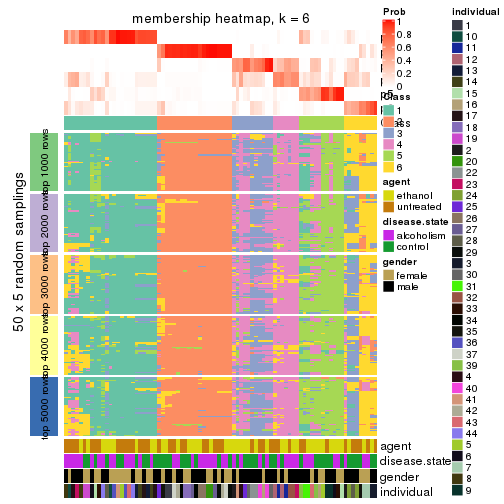 membership heatmap, k = 6
50 x 5 random samplings
top 1000 rows
top 2000 rows
top 3000 rows
top 4000 rows
top 5000 rows
agent
disease.state
gender
individual
Prob
1
0.8
0.6
0.4
0.2
0
Class
1
2
3
4
5
6
agent
ethanol
untreated
disease.state
alcoholism
control
gender
female
male
individual
1
10
11
12
13
14
15
16
17
18
19
2
20
22
23
24
25
26
27
28
29
3
30
31
32
33
34
35
36
37
39
4
40
41
42
43
44
5
6
7
8
9